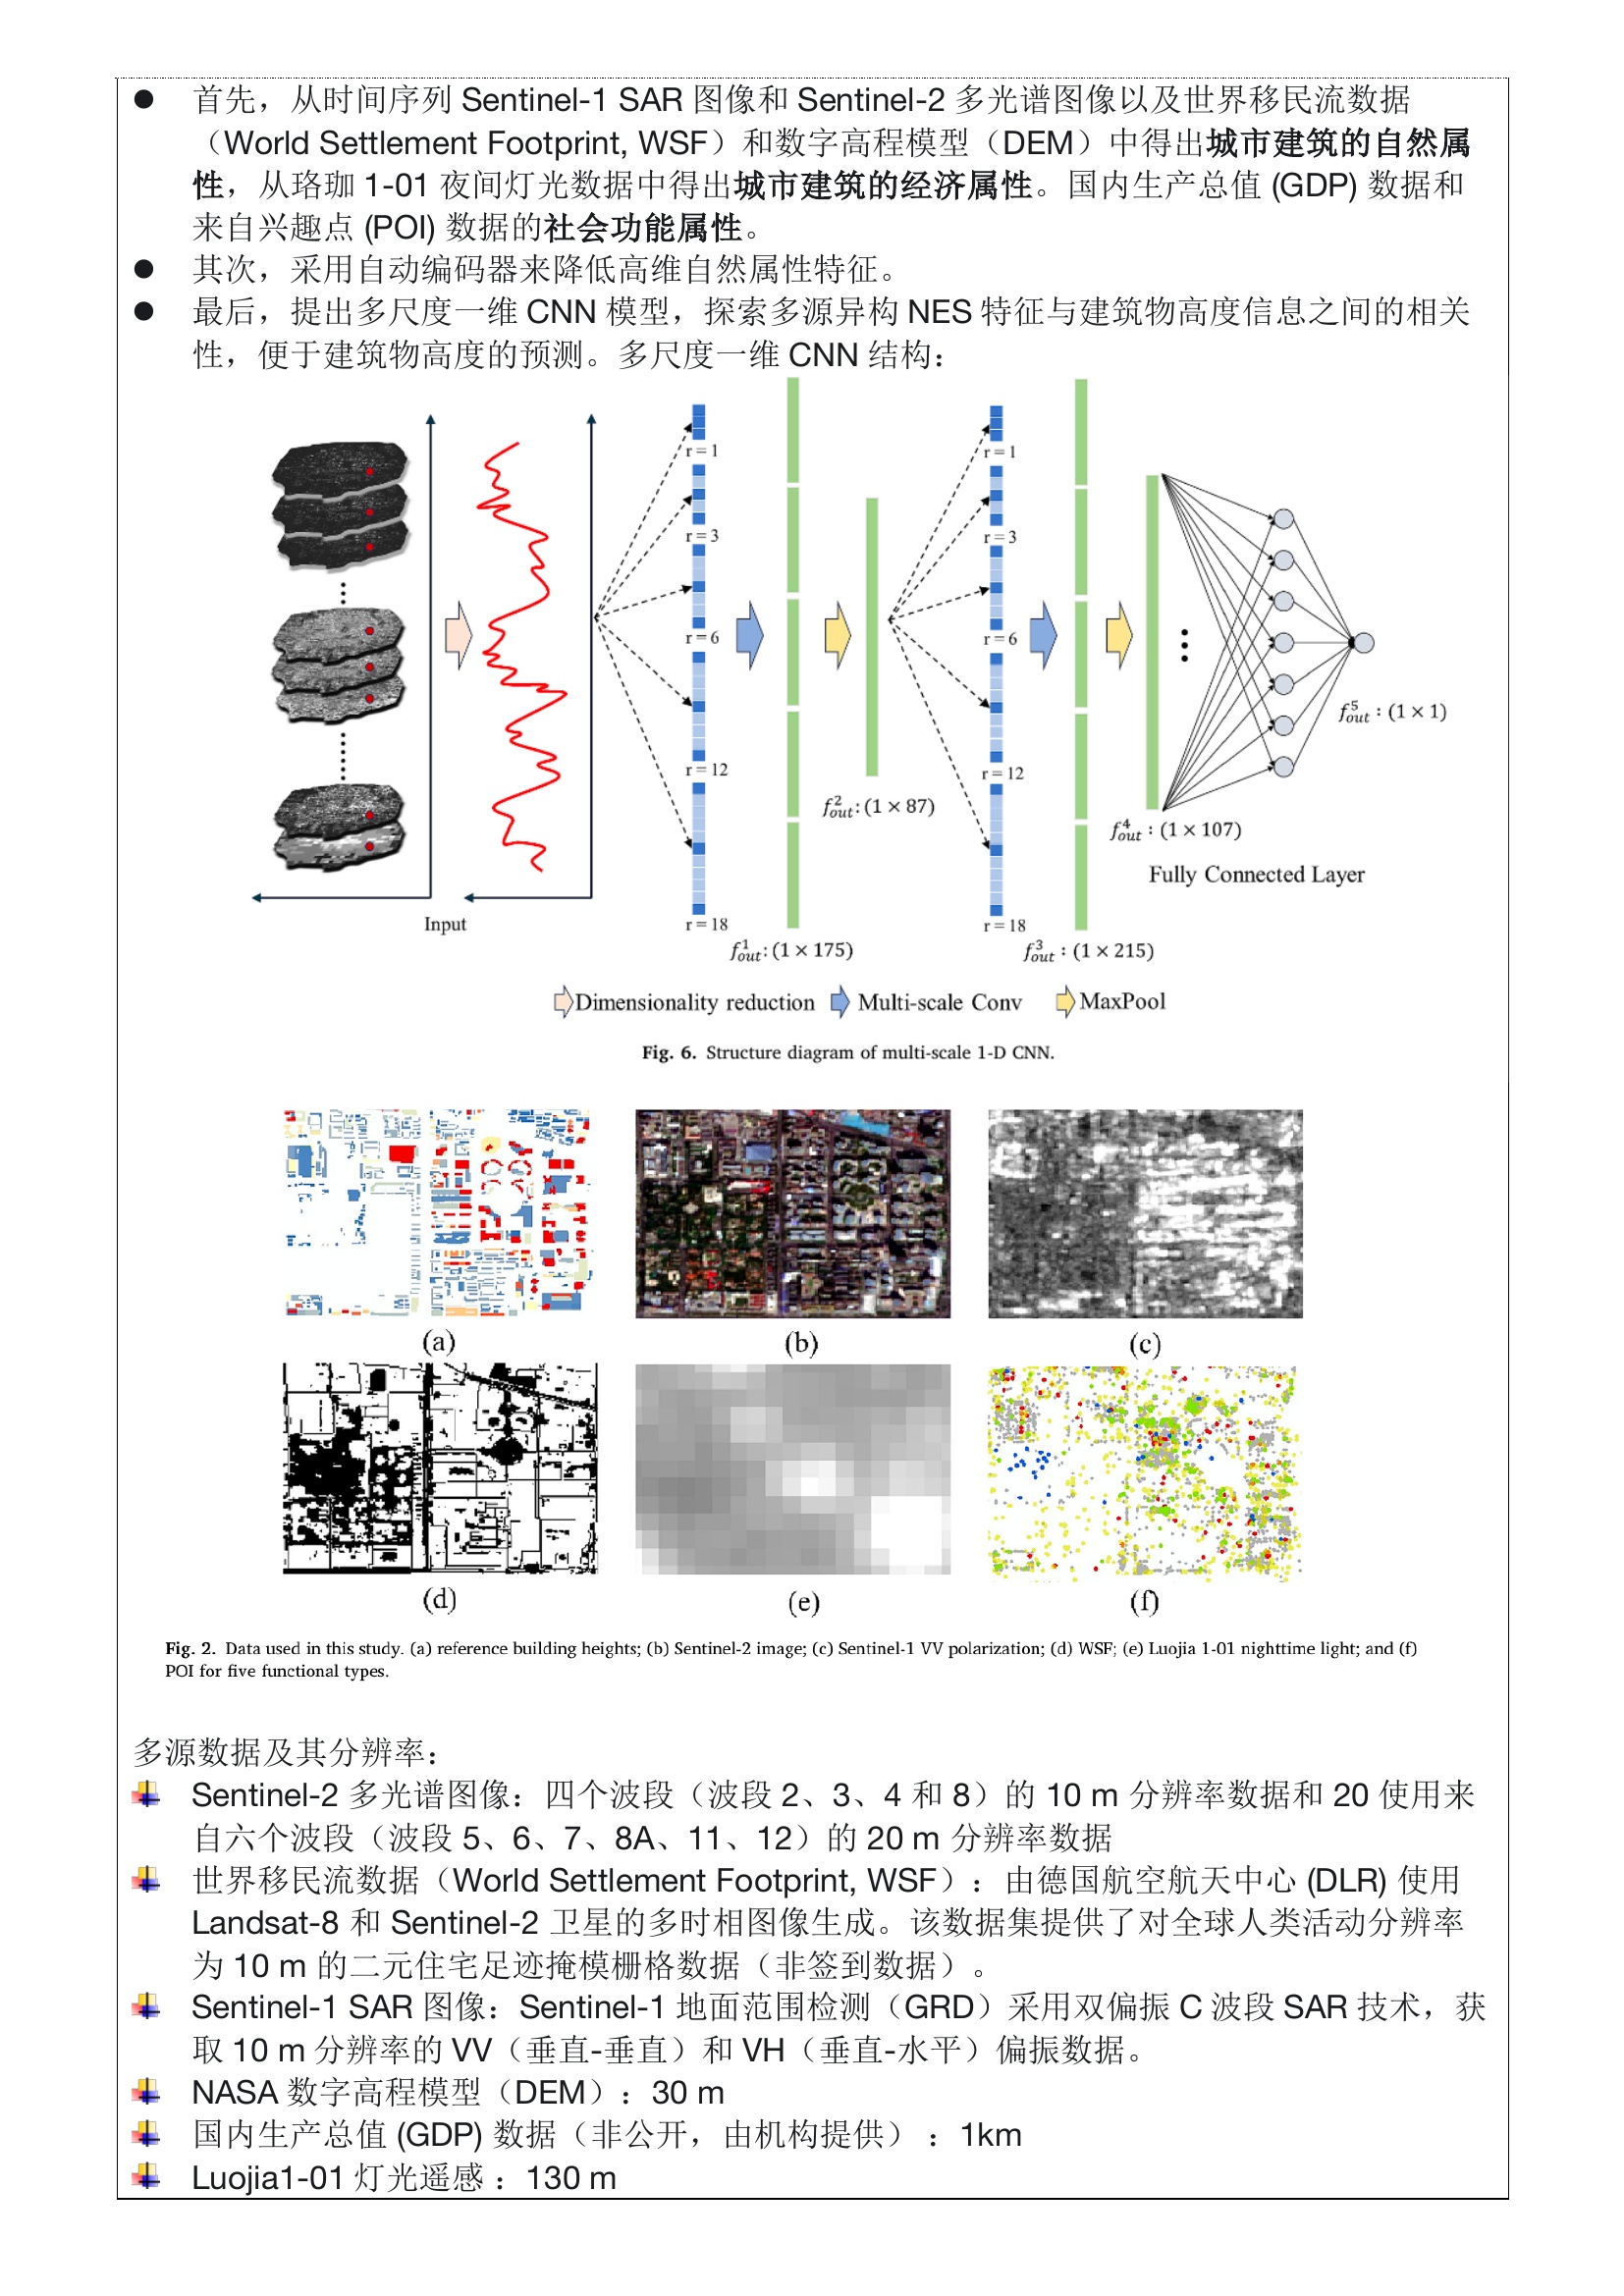 ● 首先，从时间序列 Sentinel-1 SAR 图像和 Sentinel-2 多光谱图像以及世界移民流数据
（World Settlement Footprint, WSF）和数字高程模型（DEM）中得出城市建筑的自然属
性，从珞珈 1-01 夜间灯光数据中得出城市建筑的经济属性。国内生产总值 (GDP) 数据和
来自兴趣点 (POI) 数据的社会功能属性。
● 其次，采用自动编码器来降低高维自然属性特征。
● 最后，提出多尺度一维 CNN 模型，探索多源异构 NES 特征与建筑物高度信息之间的相关
性，便于建筑物高度的预测。多尺度一维 CNN 结构：
r = 1
r = 3
r = 6
r = 12
r = 18
r = 1
r = 3
r = 6
r = 12
r = 18
Input
f¹out: (1 × 175)
f²out: (1 × 87)
f³out : (1 × 215)
f⁴out : (1 × 107)
f⁵out : (1 × 1)
Fully Connected Layer
Dimensionality reduction Multi-scale Conv MaxPool
Fig. 6. Structure diagram of multi-scale 1-D CNN.
(a) (b) (c)
(d) (e) (f)
Fig. 2. Data used in this study. (a) reference building heights; (b) Sentinel-2 image; (c) Sentinel-1 VV polarization; (d) WSF; (e) Luojia 1-01 nighttime light; and (f)
POI for five functional types.
多源数据及其分辨率：
Sentinel-2 多光谱图像：四个波段（波段 2、3、4 和 8）的 10 m 分辨率数据和 20 使用来
自六个波段（波段 5、6、7、8A、11、12）的 20 m 分辨率数据
世界移民流数据（World Settlement Footprint, WSF）：由德国航空航天中心 (DLR) 使用
Landsat-8 和 Sentinel-2 卫星的多时相图像生成。该数据集提供了对全球人类活动分辨率
为 10 m 的二元住宅足迹掩模栅格数据（非签到数据）。
Sentinel-1 SAR 图像：Sentinel-1 地面范围检测（GRD）采用双偏振 C 波段 SAR 技术，获
取 10 m 分辨率的 VV（垂直-垂直）和 VH（垂直-水平）偏振数据。
NASA 数字高程模型（DEM）：30 m
国内生产总值 (GDP) 数据（非公开，由机构提供）：1km
Luojia1-01 灯光遥感：130 m